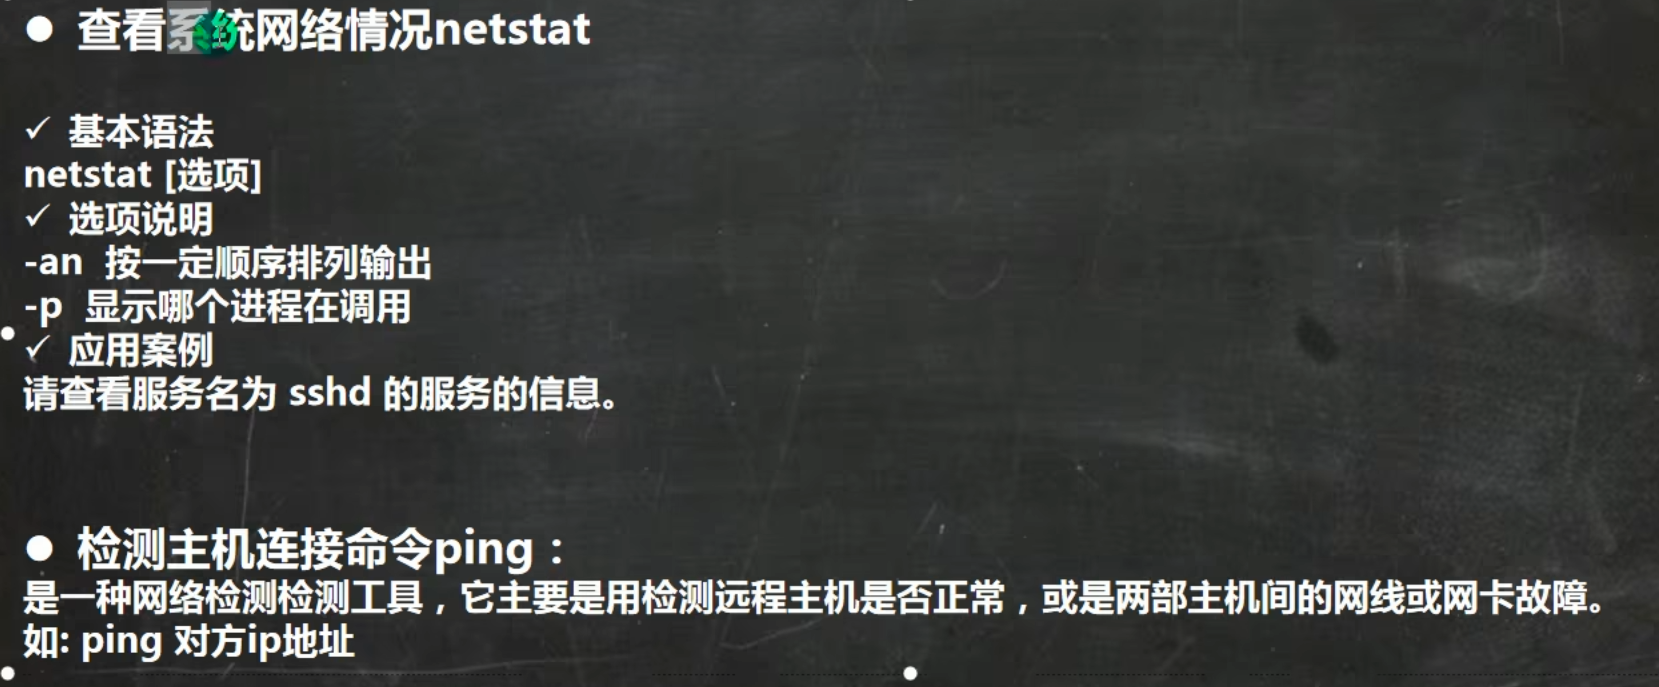 ● 查看系统网络情况netstat
✓ 基本语法
netstat [选项]
✓ 选项说明
-an 按一定顺序排列输出
-p 显示哪个进程在调用
✓ 应用案例
请查看服务名为 sshd 的服务的信息。
● 检测主机连接命令ping：
是一种网络检测检测工具，它主要是用检测远程主机是否正常，或是两部主机间的网线或网卡故障。
如: ping 对方ip地址